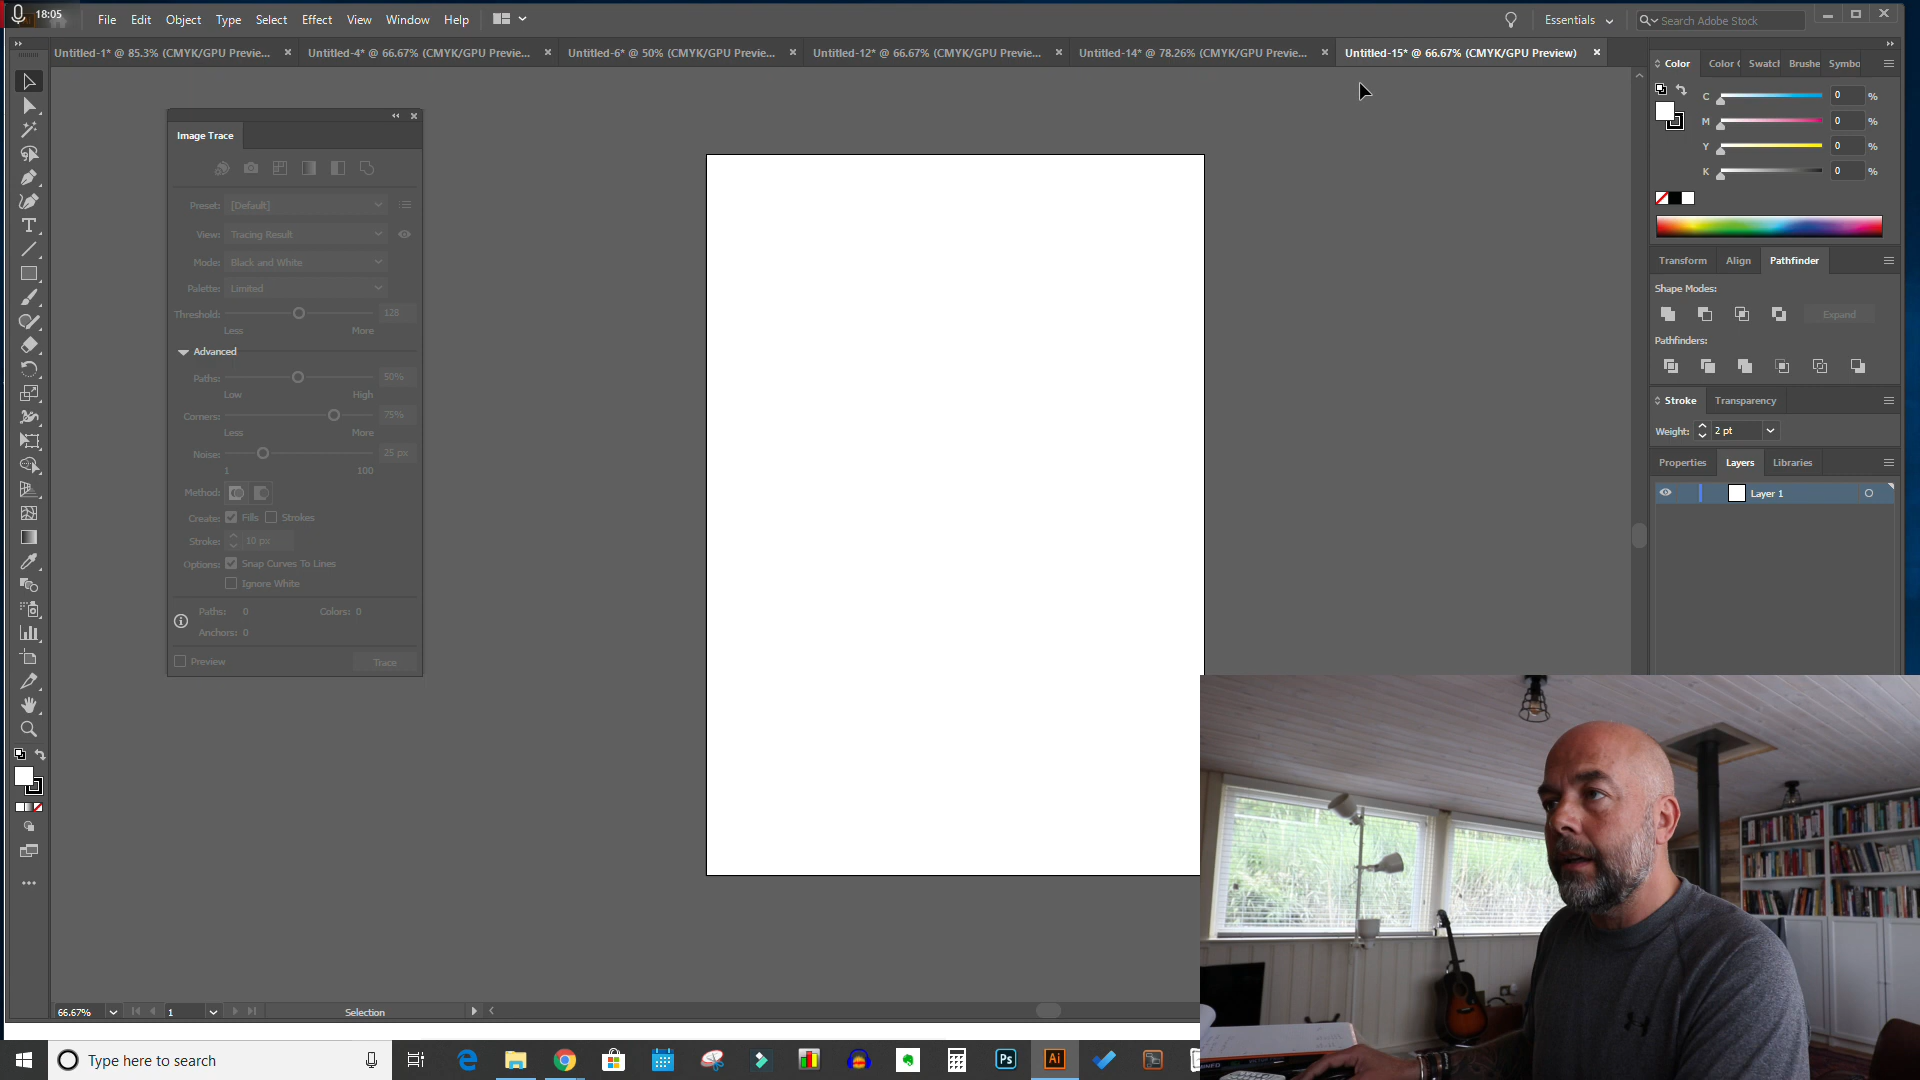 18:05
File Edit Object Type Select Effect View Window Help
Essentials
Search Adobe Stock
Untitled-1* @ 85.3% (CMYK/GPU Previe...
Untitled-4* @ 66.67% (CMYK/GPU Previe...
Untitled-6* @ 50% (CMYK/GPU Previe...
Untitled-12* @ 66.67% (CMYK/GPU Previe...
Untitled-14* @ 78.26% (CMYK/GPU Previe...
Untitled-15* @ 66.67% (CMYK/GPU Preview)
Image Trace
Preset: [Default]
View: Tracing Result
Mode: Black and White
Palette: Limited
Threshold: 128
Less More
Advanced
Paths: 50%
Low High
Corners: 75%
Less More
Noise: 25 px
1 100
Method:
Create: Fills Strokes
Stroke: 10 px
Options: Snap Curves To Lines
Ignore White
Paths: 0 Colors: 0
Anchors: 0
Preview Trace
Color Color Swatcl Brushe Symbo
C 0 %
M 0 %
Y 0 %
K 0 %
Transform Align Pathfinder
Shape Modes:
Expand
Pathfinders:
Stroke Transparency
Weight: 2 pt
Properties Layers Libraries
Layer 1
66.67% 1 Selection
Type here to search
Ps
Ai